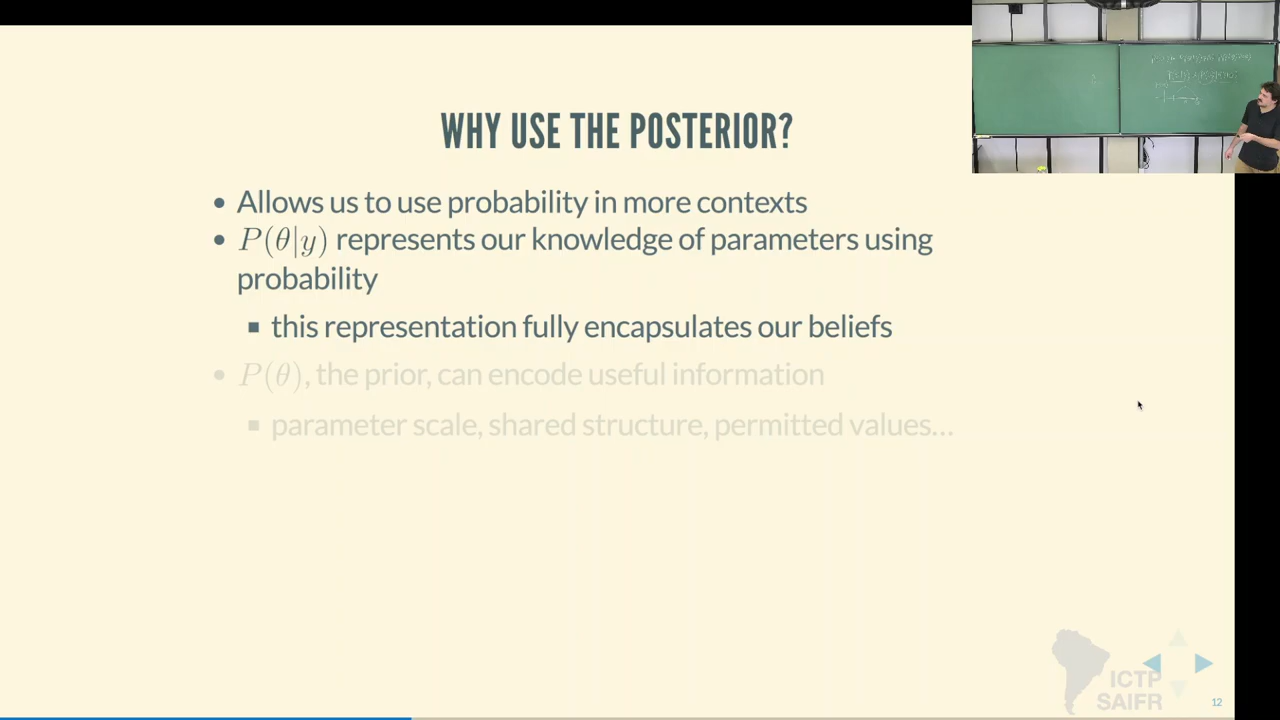 WHY USE THE POSTERIOR?
• Allows us to use probability in more contexts
• P(θ|y) represents our knowledge of parameters using
probability
▪ this representation fully encapsulates our beliefs
• P(θ), the prior, can encode useful information
▪ parameter scale, shared structure, permitted values...
ICTP
SAIFR
12